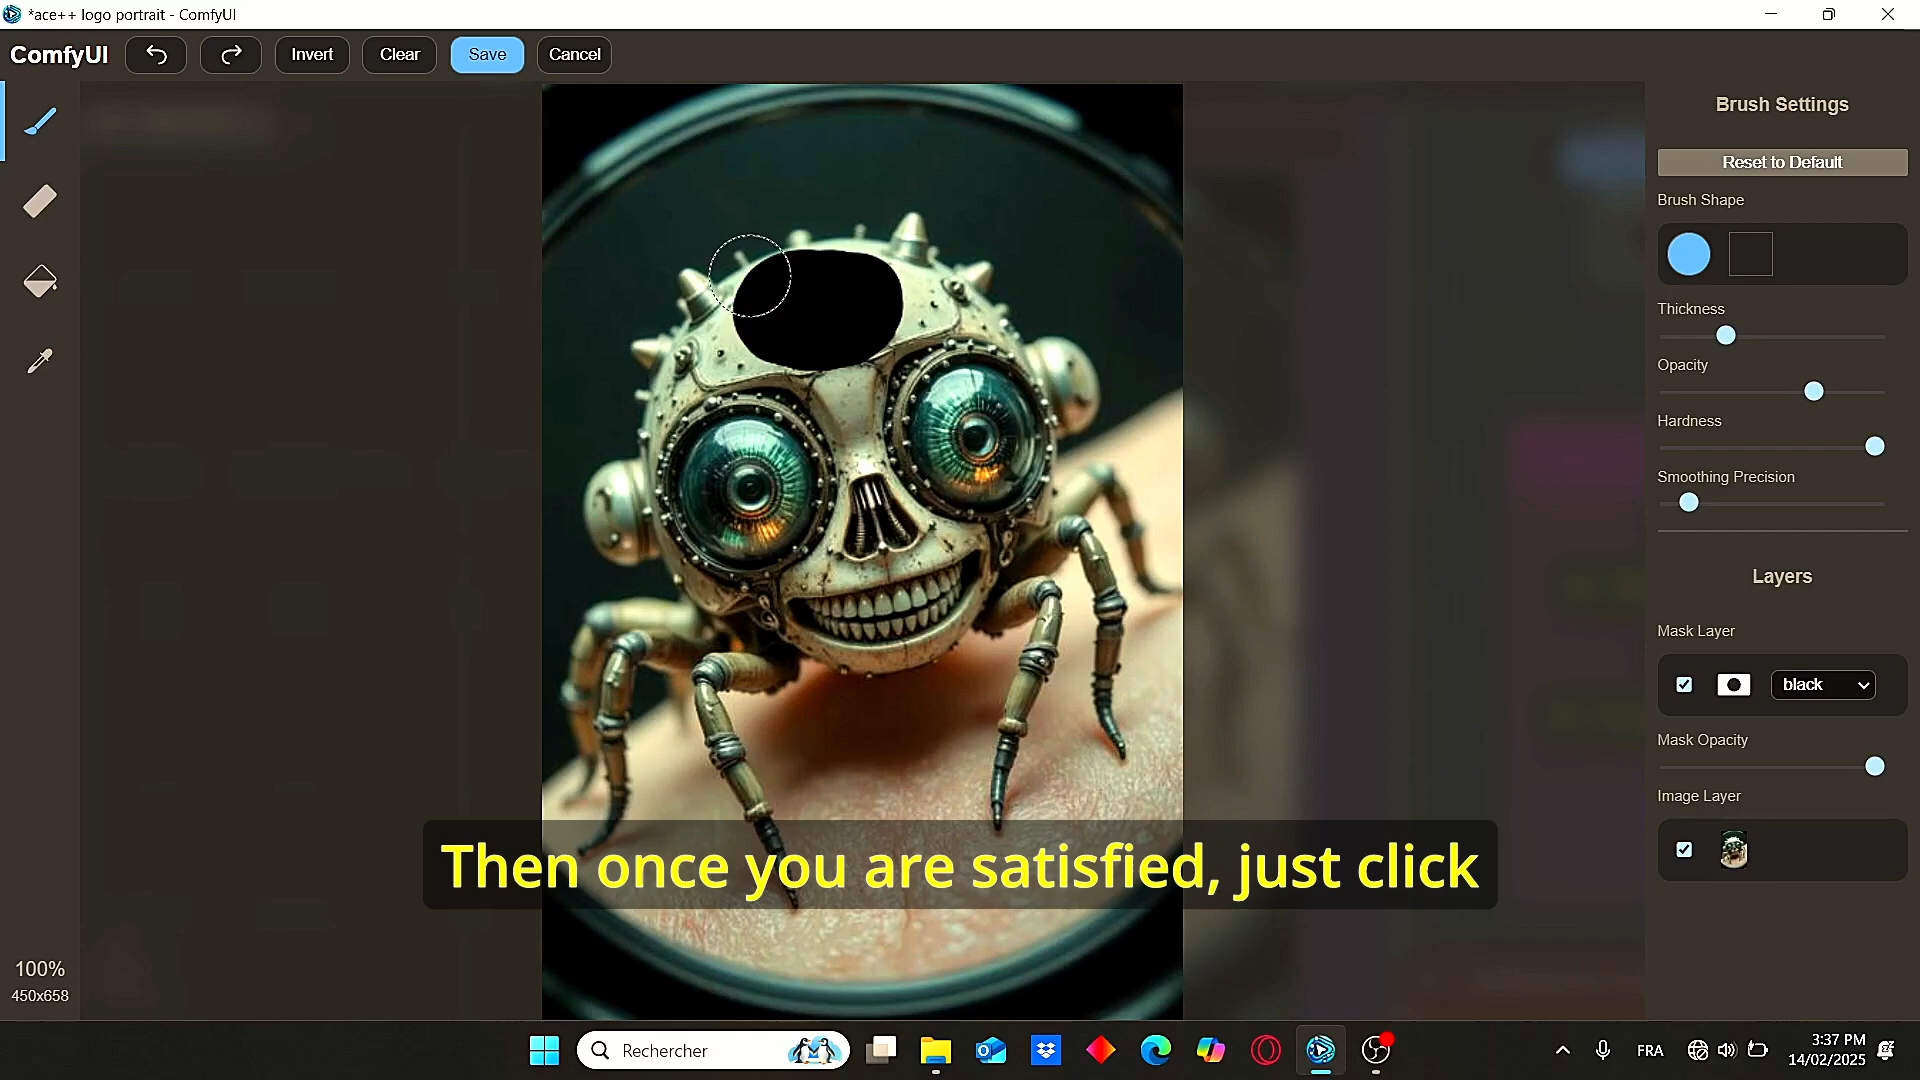 *ace++ logo portrait - ComfyUI
ComfyUI
Invert
Clear
Save
Cancel
Brush Settings
Reset to Default
Brush Shape
Thickness
Opacity
Hardness
Smoothing Precision
Layers
Mask Layer
black
Mask Opacity
Image Layer
Then once you are satisfied, just click
100%
450x658
Rechercher
FRA
3:37 PM
14/02/2025